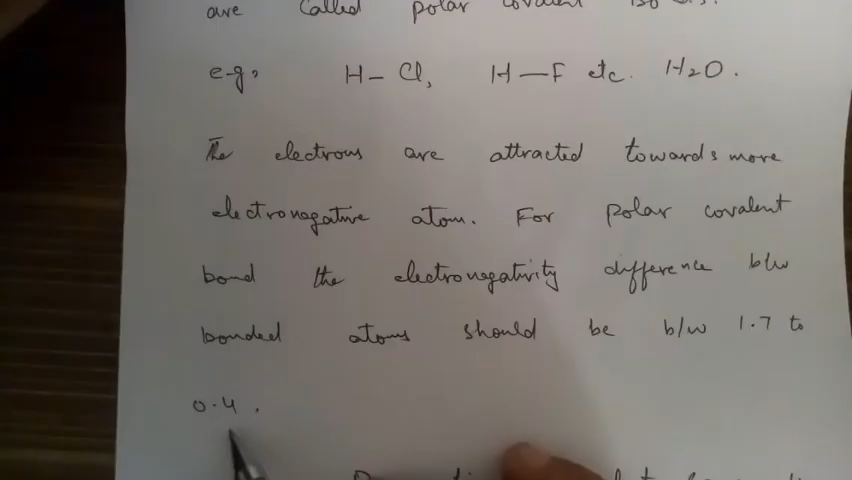 are called polar covalent
e.g, H - Cl, H — F etc. H₂O.
The electrons are attracted towards more
electronegative atom. For polar covalent
bond the electronegativity difference b/w
bonded atoms should be b/w 1.7 to
0.4.